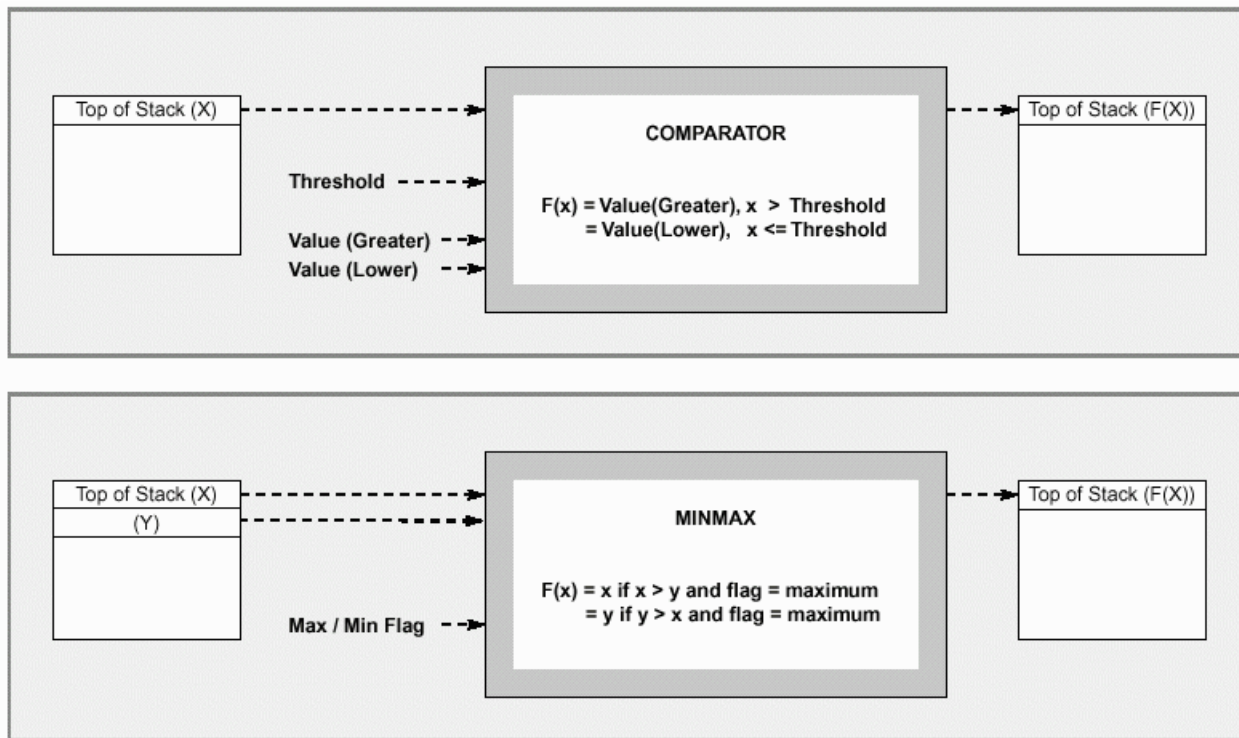 Top of Stack (X)
COMPARATOR
Top of Stack (F(X))
Threshold
F(x) = Value(Greater), x > Threshold
= Value(Lower), x <= Threshold
Value (Greater)
Value (Lower)
Top of Stack (X)
(Y)
MINMAX
Top of Stack (F(X))
F(x) = x if x > y and flag = maximum
= y if y > x and flag = maximum
Max / Min Flag